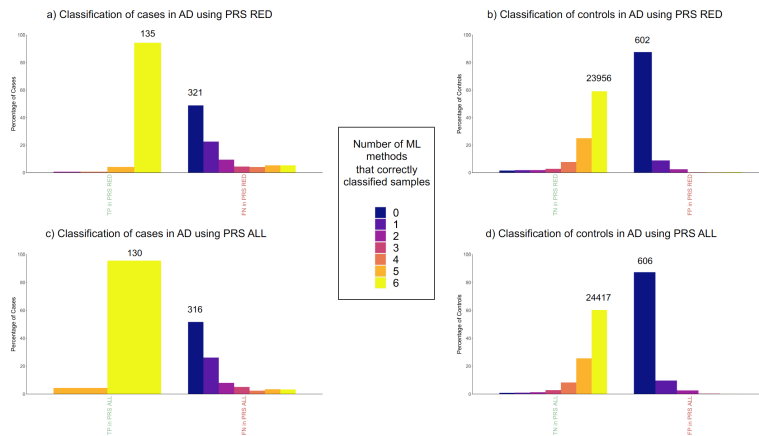 a) Classification of cases in AD using PRS RED
Percentage of Cases
100
80
60
40
20
0
135
321
TP in PRS RED
FN in PRS RED
b) Classification of controls in AD using PRS RED
Percentage of Controls
100
80
60
40
20
0
23956
602
TN in PRS RED
FP in PRS RED
Number of ML
methods
that correctly
classified samples
0
1
2
3
4
5
6
c) Classification of cases in AD using PRS ALL
Percentage of Cases
100
80
60
40
20
0
130
316
TP in PRS ALL
FN in PRS ALL
d) Classification of controls in AD using PRS ALL
Percentage of Controls
100
80
60
40
20
0
24417
606
TN in PRS ALL
FP in PRS ALL